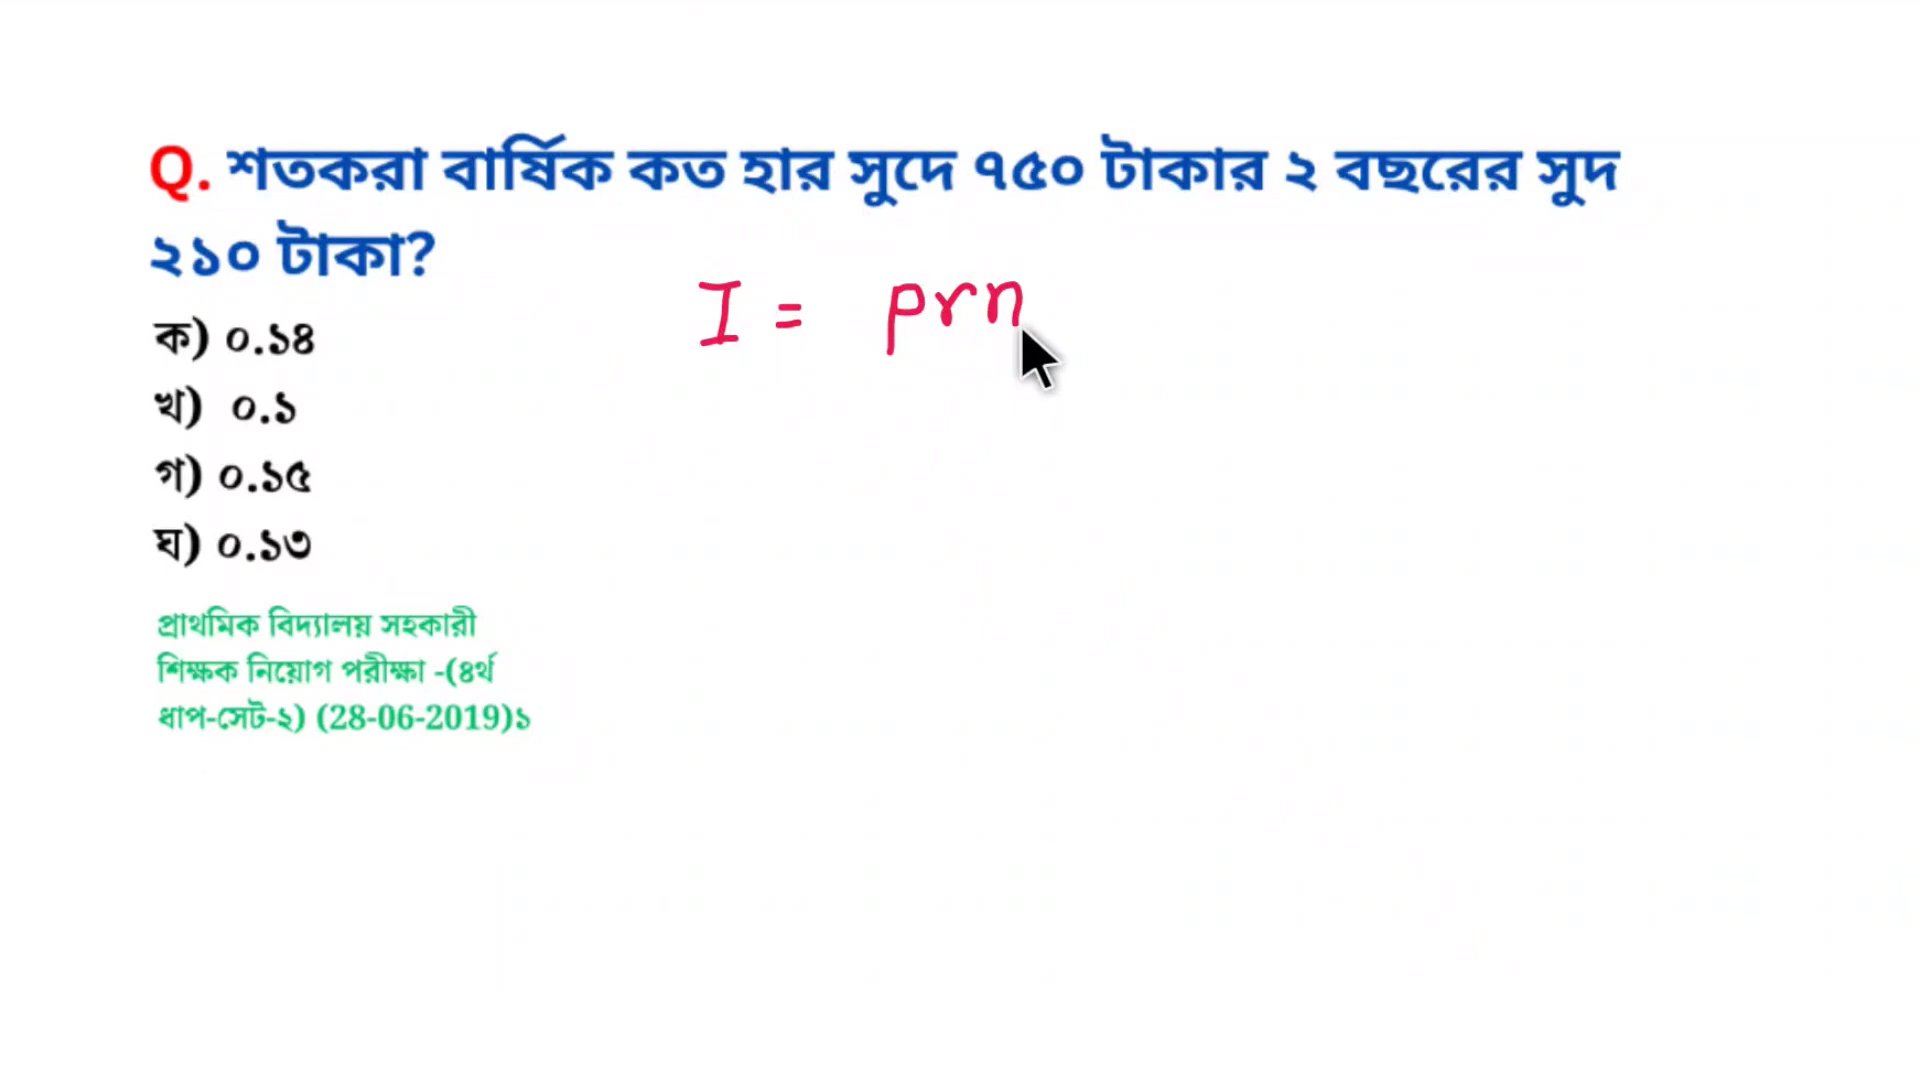 Q. শতকরা বার্ষিক কত হার সুদে ৭৫০ টাকার ২ বছরের সুদ
২১০ টাকা?
I = prn
ক) ০.১৪
খ) ০.১
গ) ০.১৫
ঘ) ০.১৩
প্রাথমিক বিদ্যালয় সহকারী
শিক্ষক নিয়োগ পরীক্ষা -(৪র্থ
ধাপ-সেট-২) (28-06-2019)১